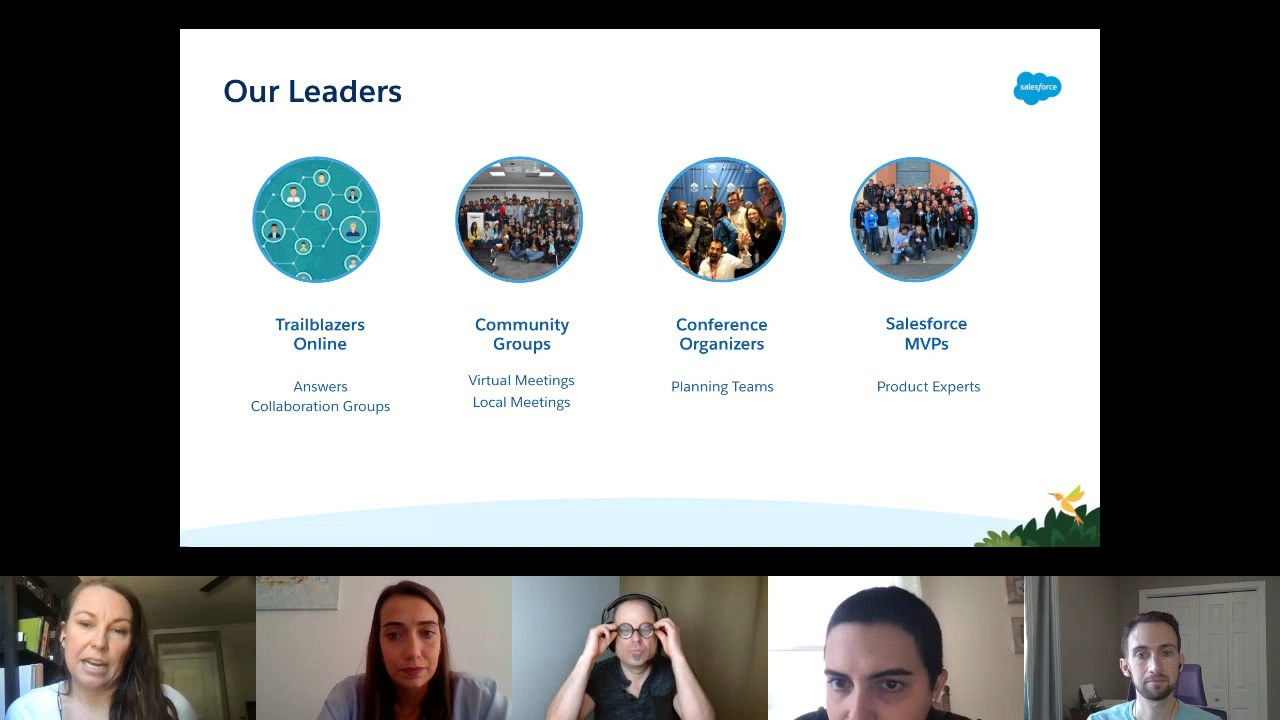 Our Leaders
salesforce
Trailblazers
Online
Answers
Collaboration Groups
Community
Groups
Virtual Meetings
Local Meetings
Conference
Organizers
Planning Teams
Salesforce
MVPs
Product Experts